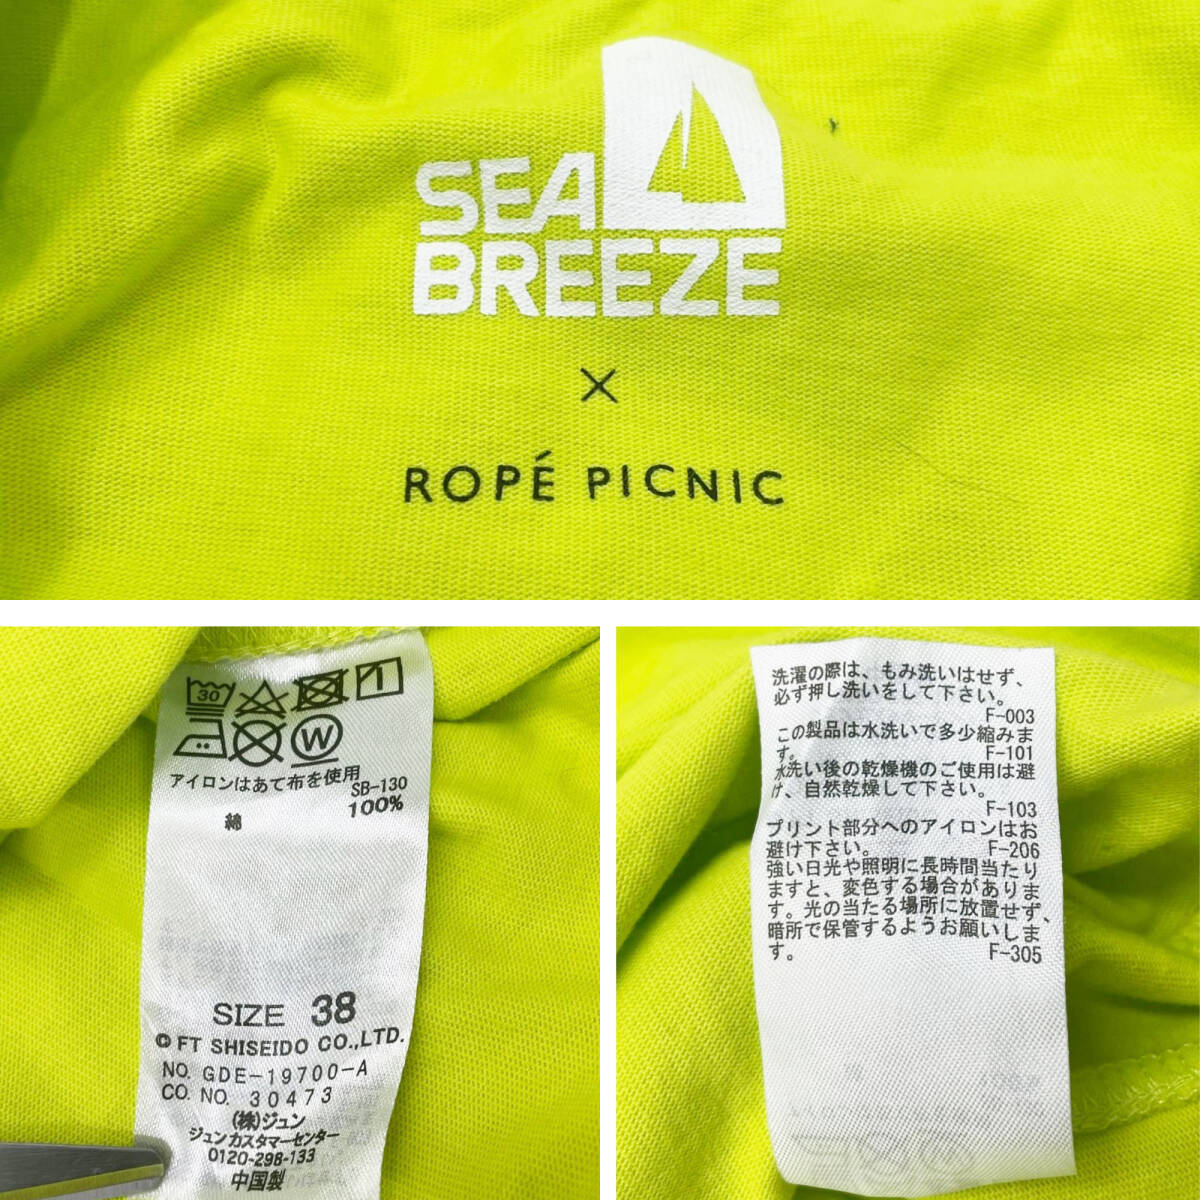 SEA
BREEZE
×
ROPÉ PICNIC
30
W
アイロンはあて布を使用
SB-130
綿 100%
SIZE 38
© FT SHISEIDO CO.,LTD.
NO. GDE-19700-A
CO. NO. 30473
(株)ジュン
ジュンカスタマーセンター
0120-298-133
中国製
洗濯の際は、もみ洗いはせず、
必ず押し洗いをして下さい。
F-003
この製品は水洗いで多少縮みま
す。 F-101
水洗い後の乾燥機のご使用は避
け、自然乾燥して下さい。
F-103
プリント部分へのアイロンはお
避け下さい。 F-206
強い日光や照明に長時間当たり
ますと、変色する場合がありま
す。光の当たる場所に放置せず、
暗所で保管するようお願いしま
す。 F-305